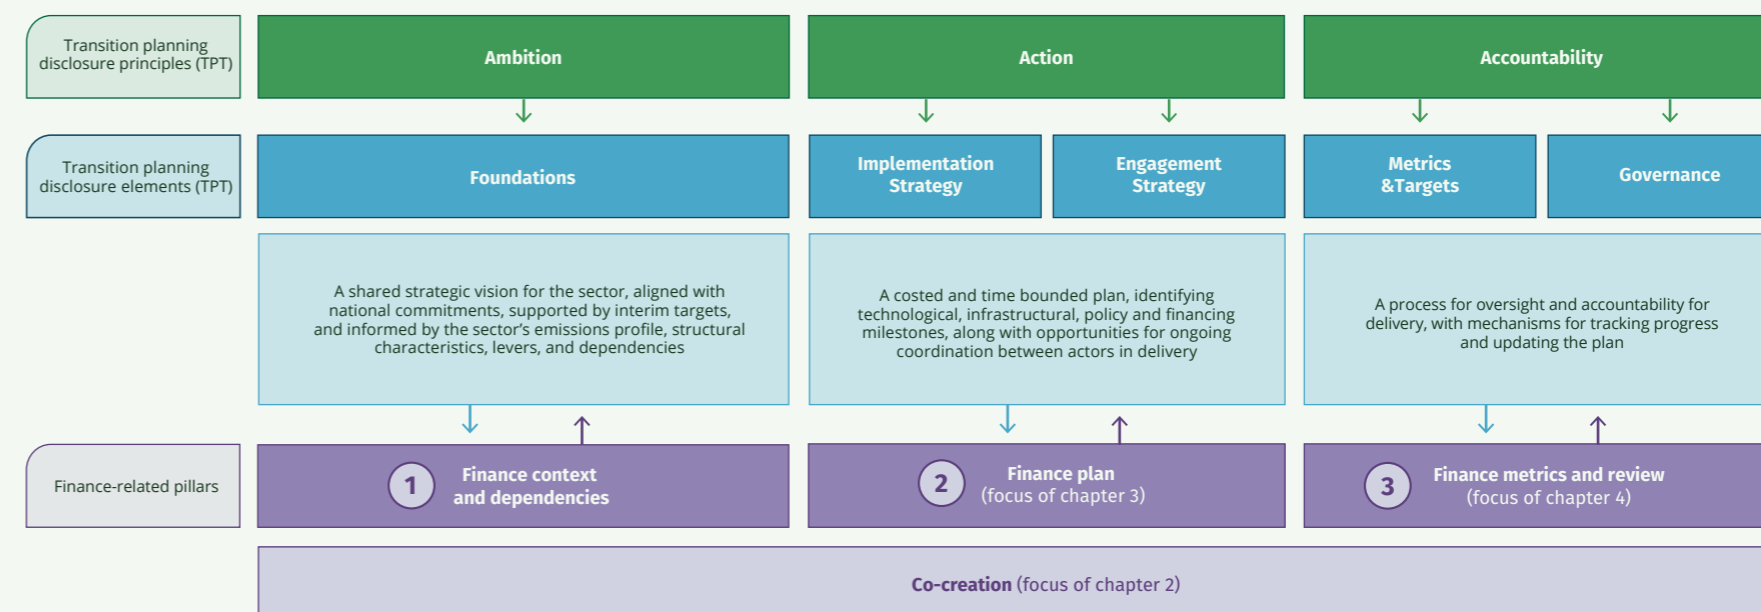 Transition planning
disclosure principles (TPT)
Ambition
Action
Accountability
Transition planning
disclosure elements (TPT)
Foundations
Implementation
Strategy
Engagement
Strategy
Metrics
&Targets
Governance
A shared strategic vision for the sector, aligned with
national commitments, supported by interim targets,
and informed by the sector's emissions profile, structural
characteristics, levers, and dependencies
A costed and time bounded plan, identifying
technological, infrastructural, policy and financing
milestones, along with opportunities for ongoing
coordination between actors in delivery
A process for oversight and accountability for
delivery, with mechanisms for tracking progress
and updating the plan
Finance-related pillars
1
Finance context
and dependencies
2
Finance plan
(focus of chapter 3)
3
Finance metrics and review
(focus of chapter 4)
Co-creation (focus of chapter 2)